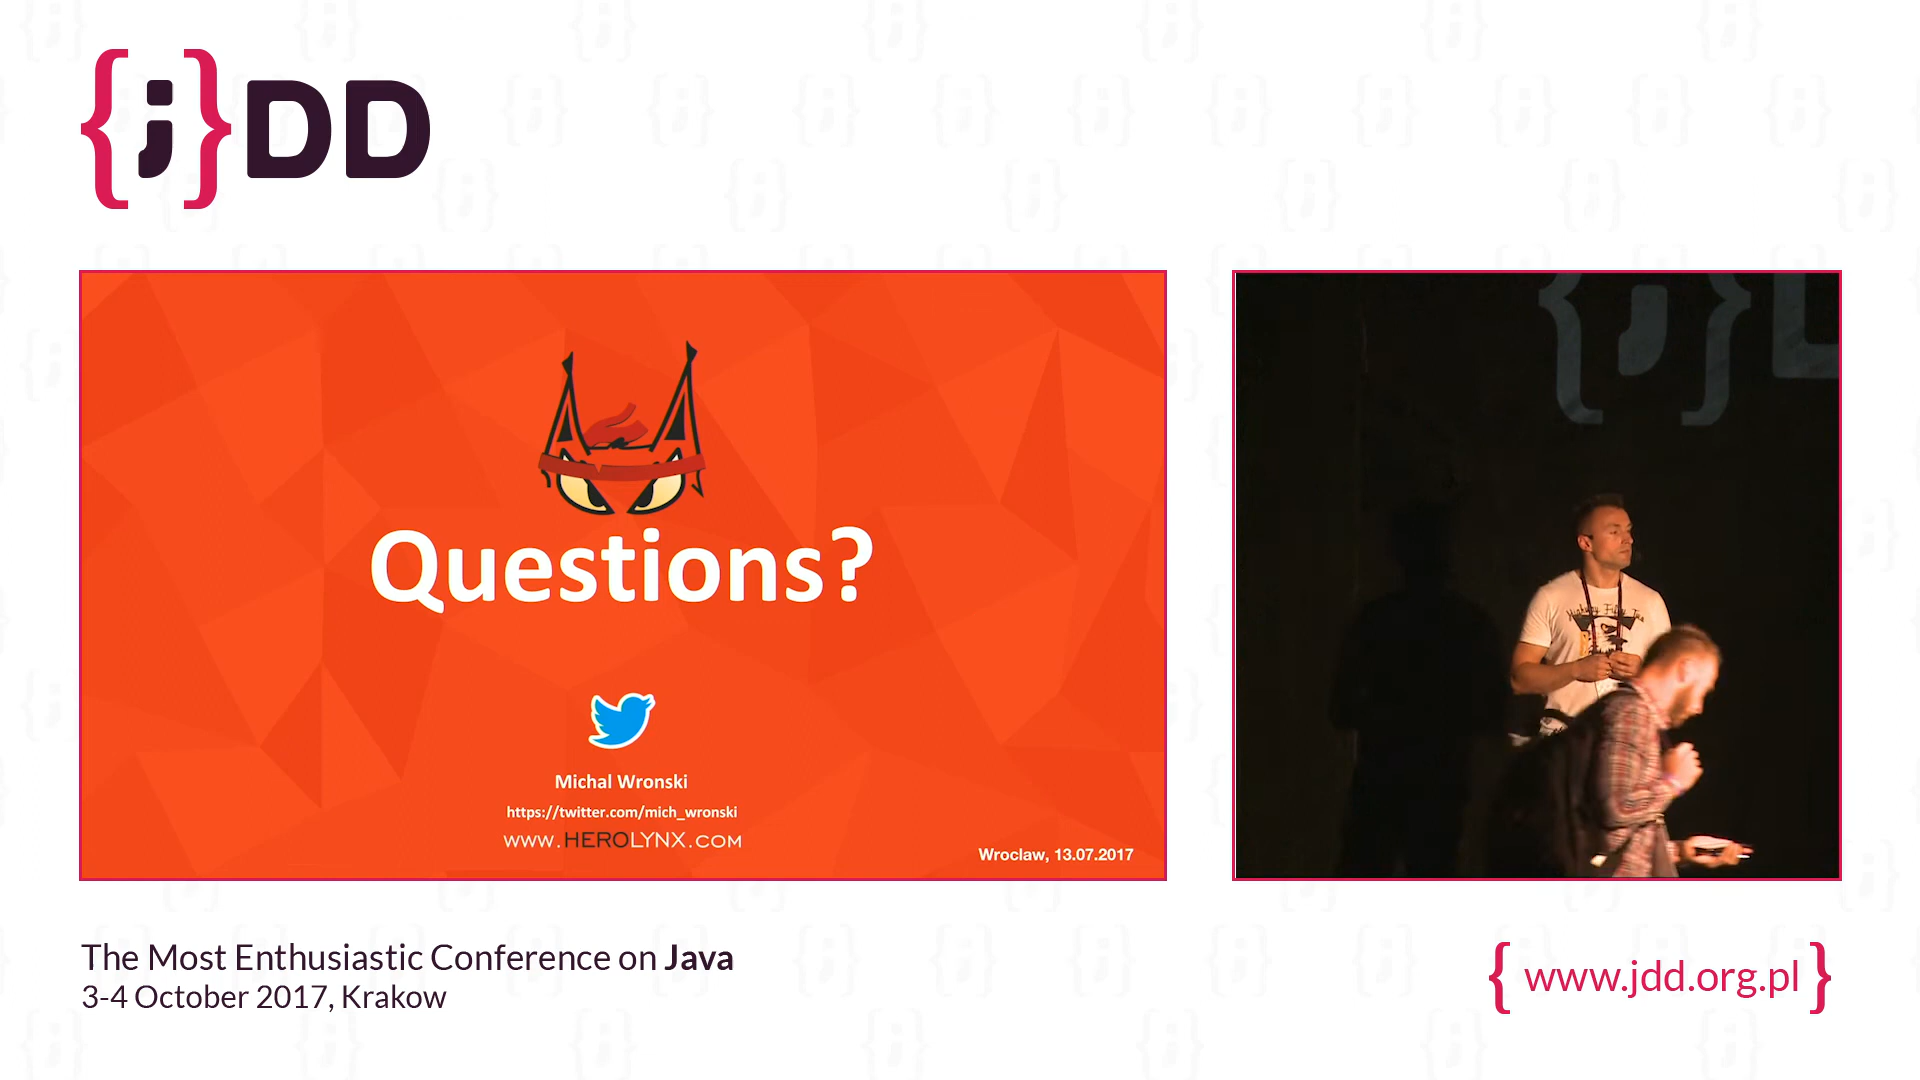 {;}DD
Questions?
Michal Wronski
https://twitter.com/mich_wronski
WWW.HEROLYNX.COM
Wroclaw, 13.07.2017
The Most Enthusiastic Conference on Java
3-4 October 2017, Krakow
{ www.jdd.org.pl }